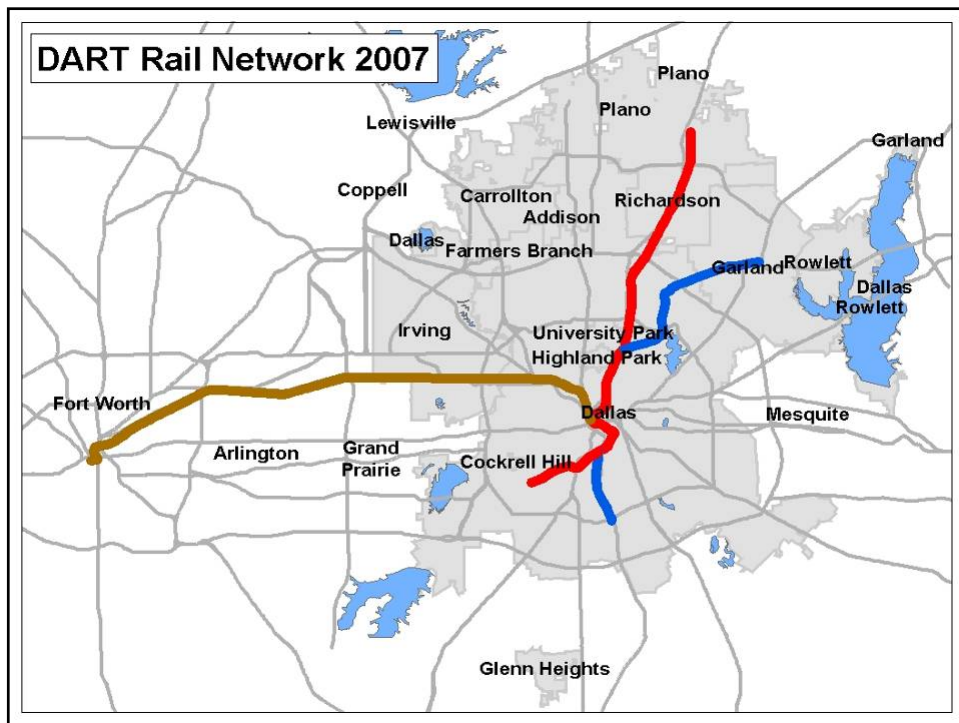 DART Rail Network 2007
Plano
Plano
Lewisville
Garland
Coppell
Carrollton
Richardson
Addison
Dallas
Farmers Branch
Garland
Rowlett
Dallas
Rowlett
Irving
University Park
Highland Park
Fort Worth
Dallas
Mesquite
Arlington
Grand
Prairie
Cockrell Hill
Glenn Heights